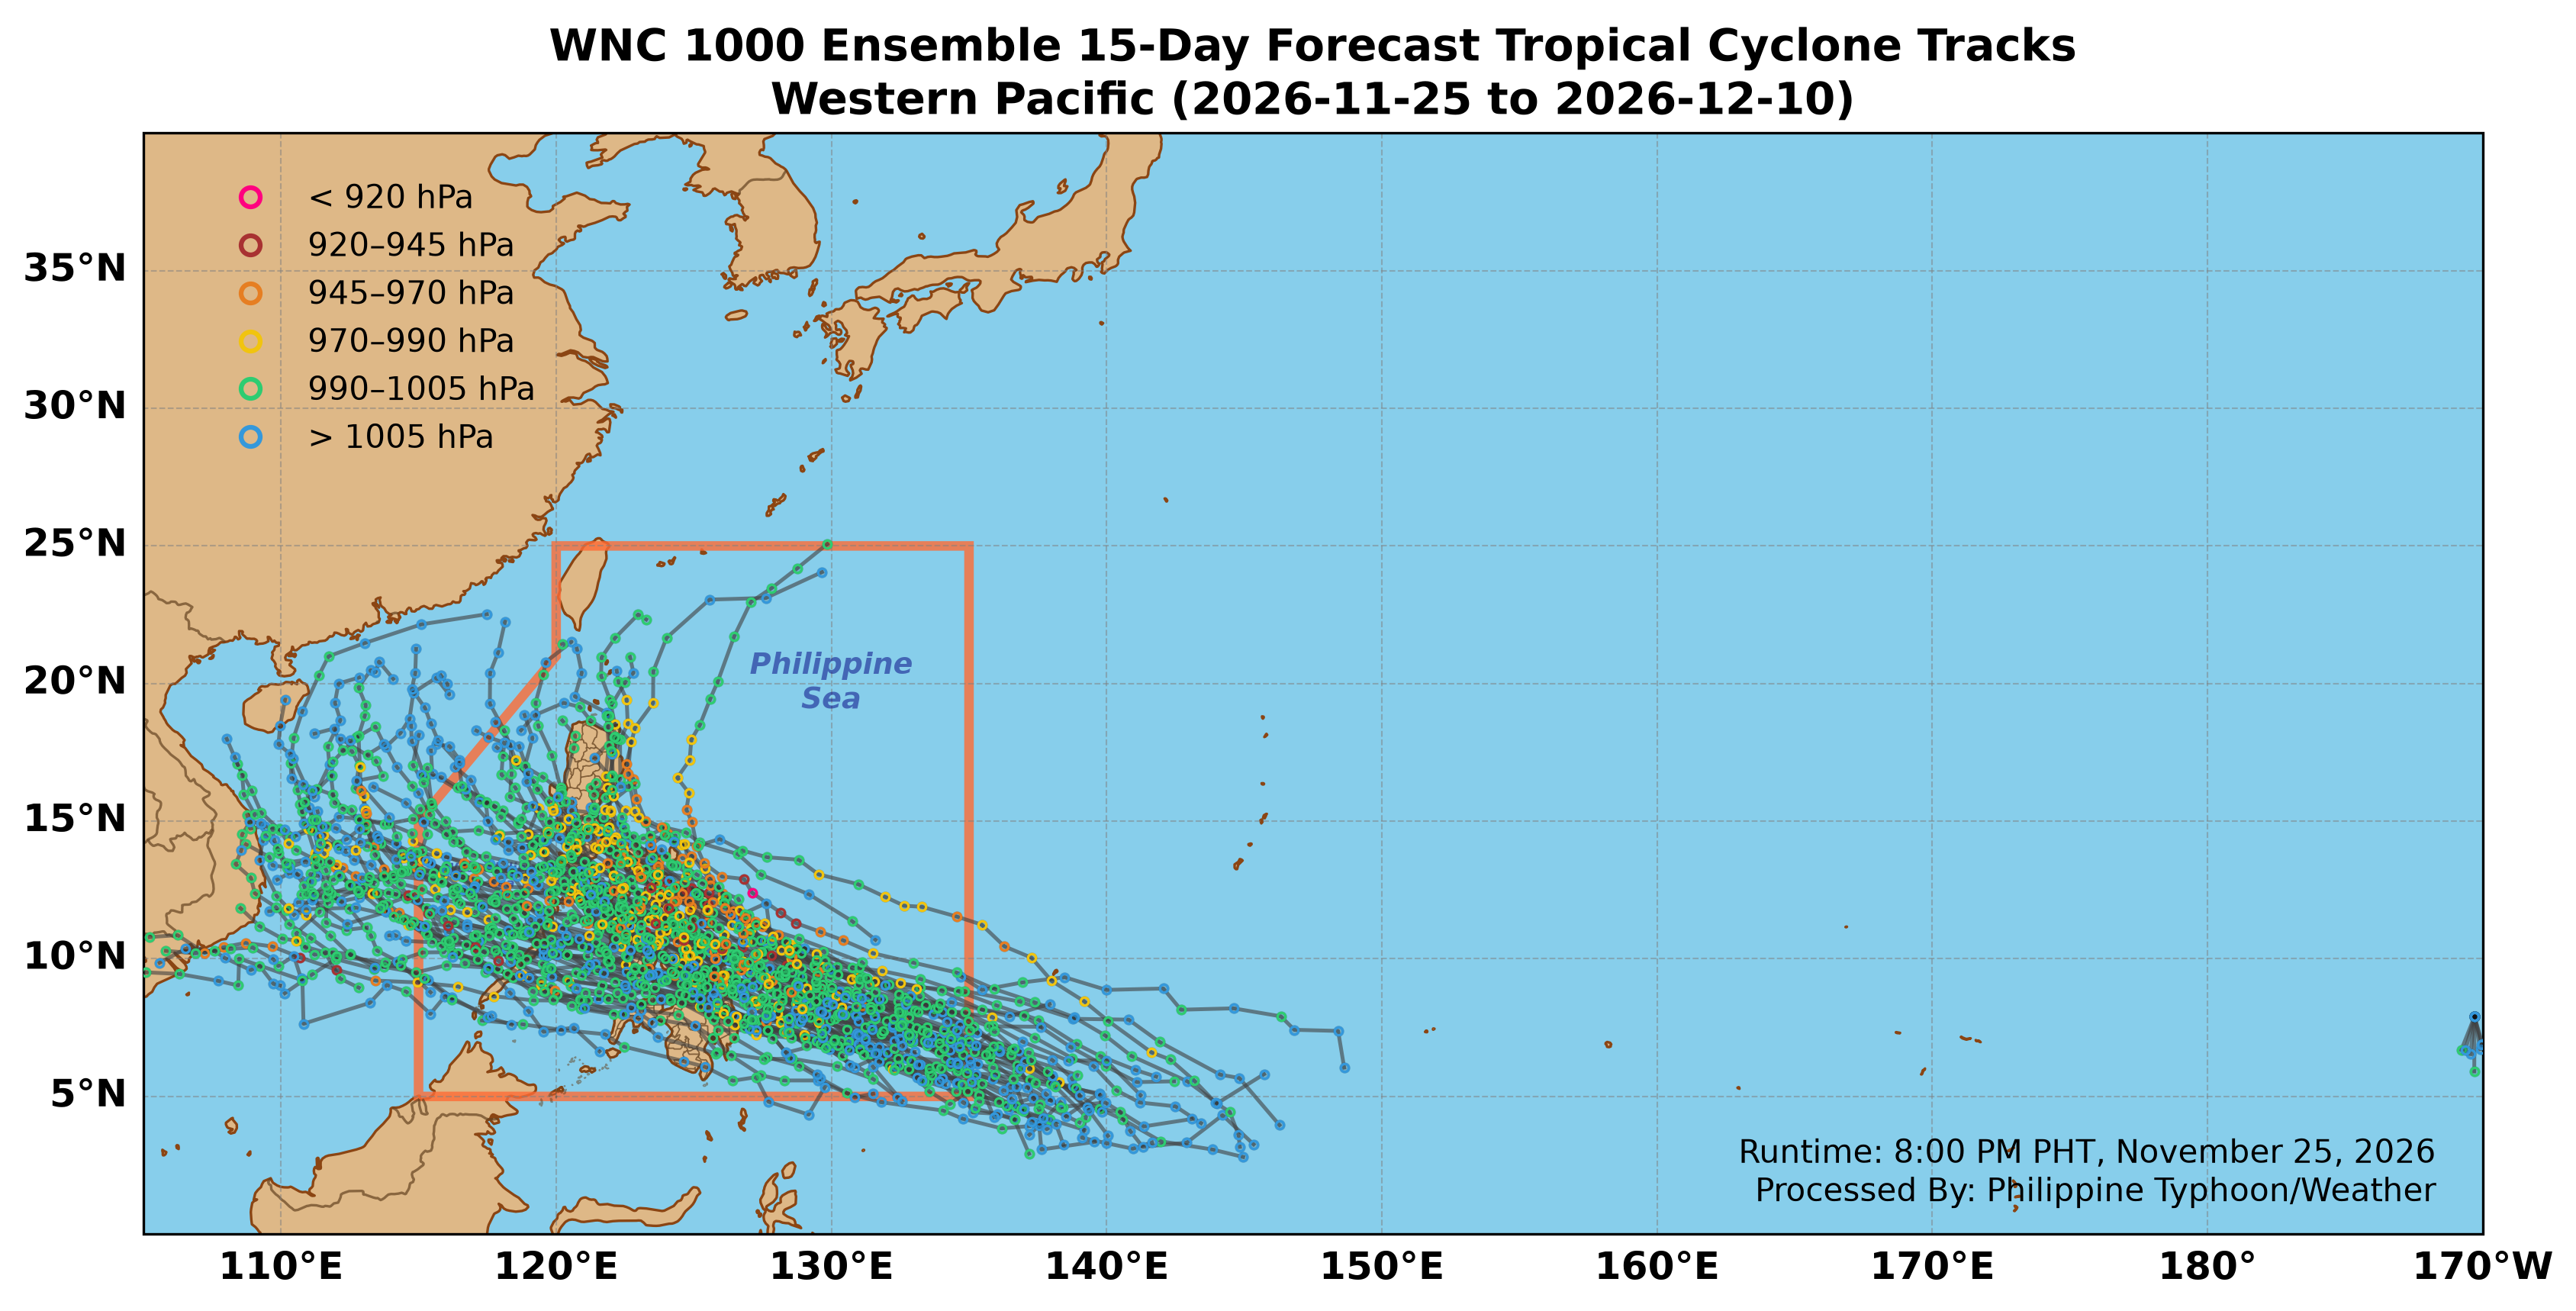 WNC 1000 Ensemble 15-Day Forecast Tropical Cyclone Tracks
Western Pacific (2026-11-25 to 2026-12-10)
< 920 hPa
920–945 hPa
945–970 hPa
970–990 hPa
990–1005 hPa
> 1005 hPa
35°N
30°N
25°N
20°N
15°N
10°N
5°N
Philippine
Sea
Runtime: 8:00 PM PHT, November 25, 2026
Processed By: Philippine Typhoon/Weather
110°E
120°E
130°E
140°E
150°E
160°E
170°E
180°
170°W